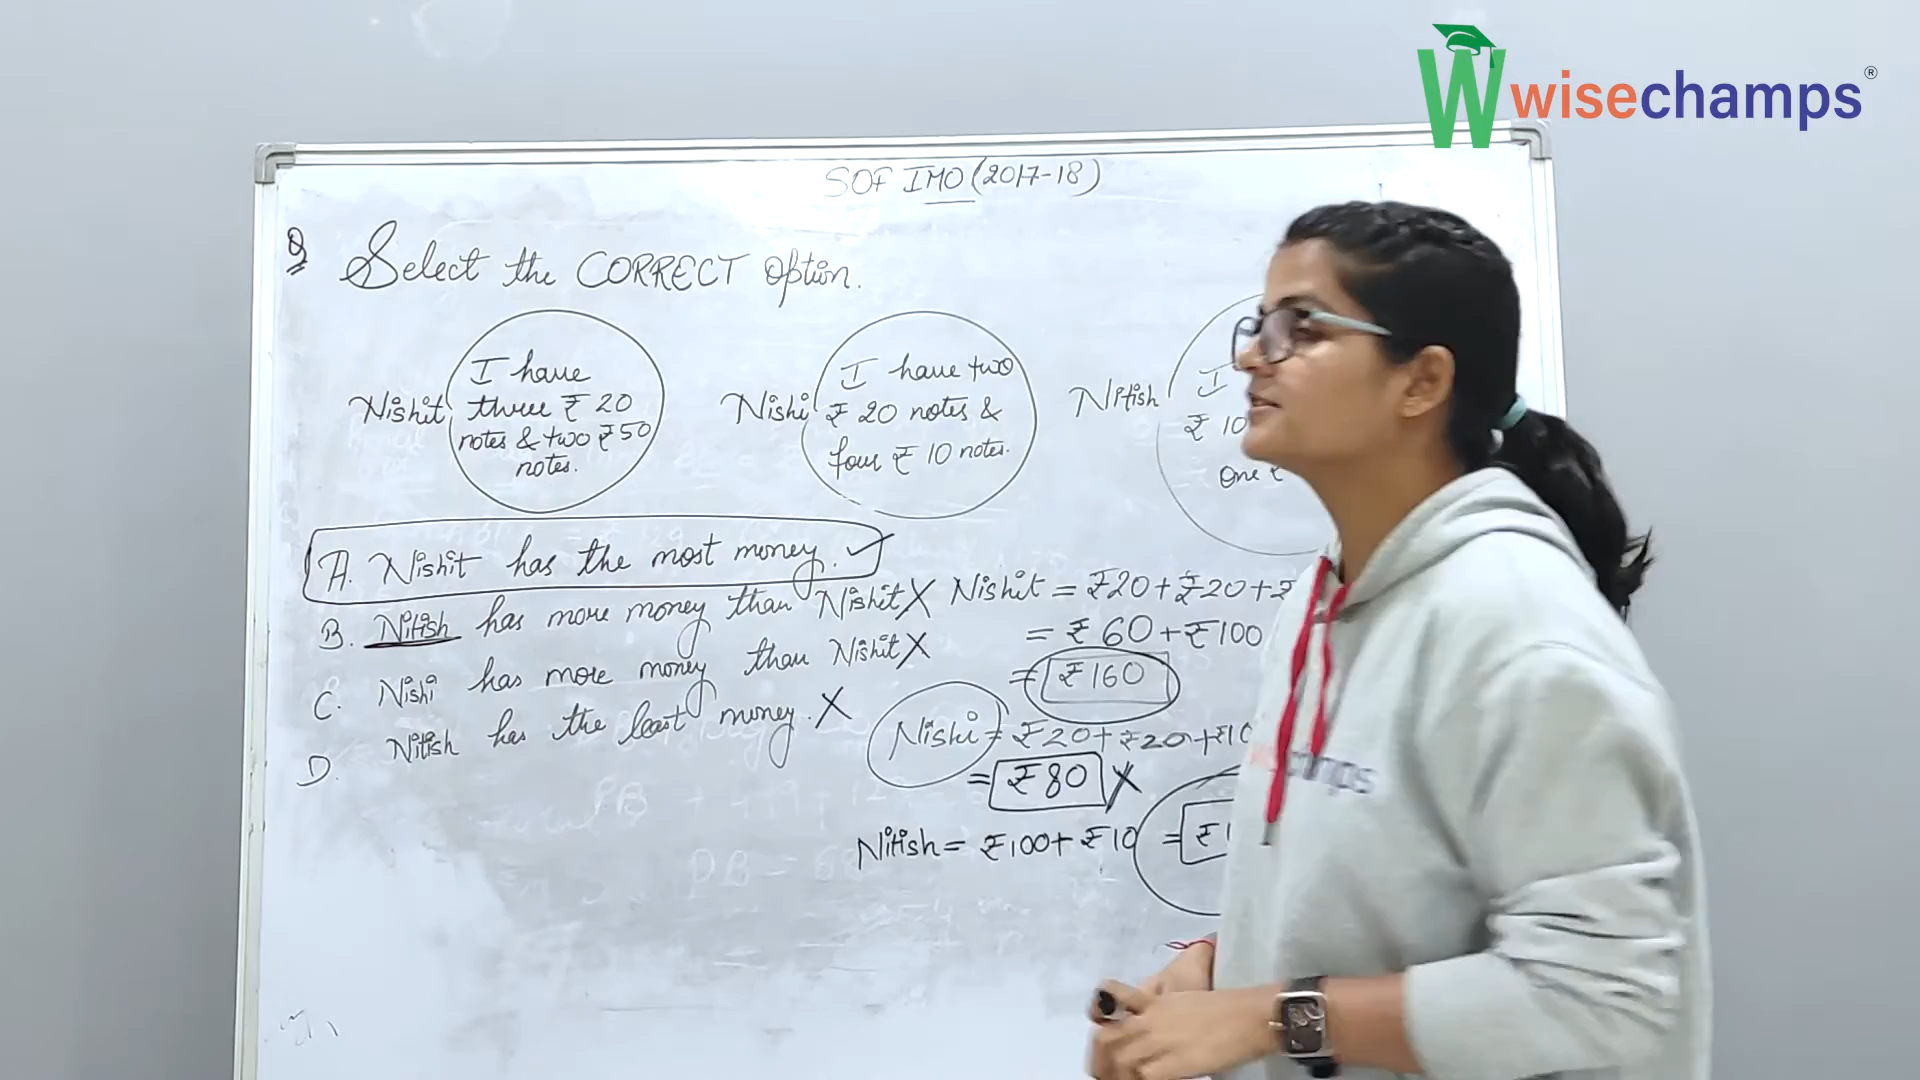 wisechamps®
SOF IMO (2017-18)
Q Select the CORRECT option.
Nishit
I have
three ₹ 20
notes & two ₹50
notes.
Nishi
I have two
₹ 20 notes &
four ₹ 10 notes.
Nitish
I
₹ 10
One ₹
A. Nishit has the most money. ✓
B. Nitish has more money than Nishit X
C. Nishi has more money than Nishit X
D. Nitish has the least money. X
Nishit = ₹20 + ₹20 + ₹
= ₹ 60 + ₹100
= ₹160
Nishi = ₹20 + ₹20 + ₹10
= ₹80 X
Nitish = ₹100 + ₹10 = ₹1